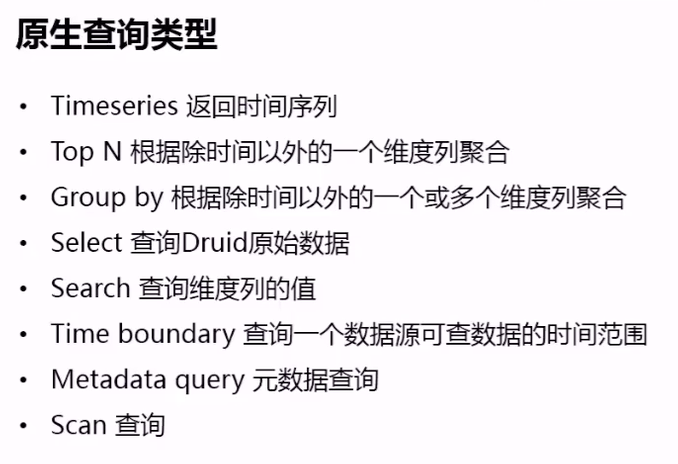 原生查询类型
• Timeseries 返回时间序列
• Top N 根据除时间以外的一个维度列聚合
• Group by 根据除时间以外的一个或多个维度列聚合
• Select 查询Druid原始数据
• Search 查询维度列的值
• Time boundary 查询一个数据源可查数据的时间范围
• Metadata query 元数据查询
• Scan 查询